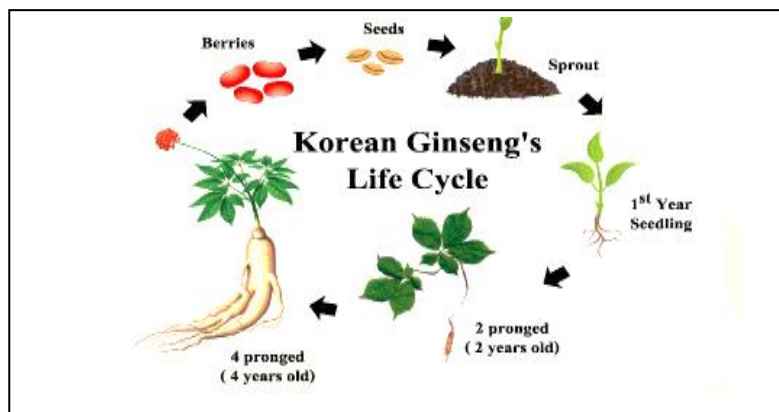 Berries
Seeds
Sprout
Korean Ginseng's
Life Cycle
1st Year
Seedling
2 pronged
( 2 years old)
4 pronged
( 4 years old)